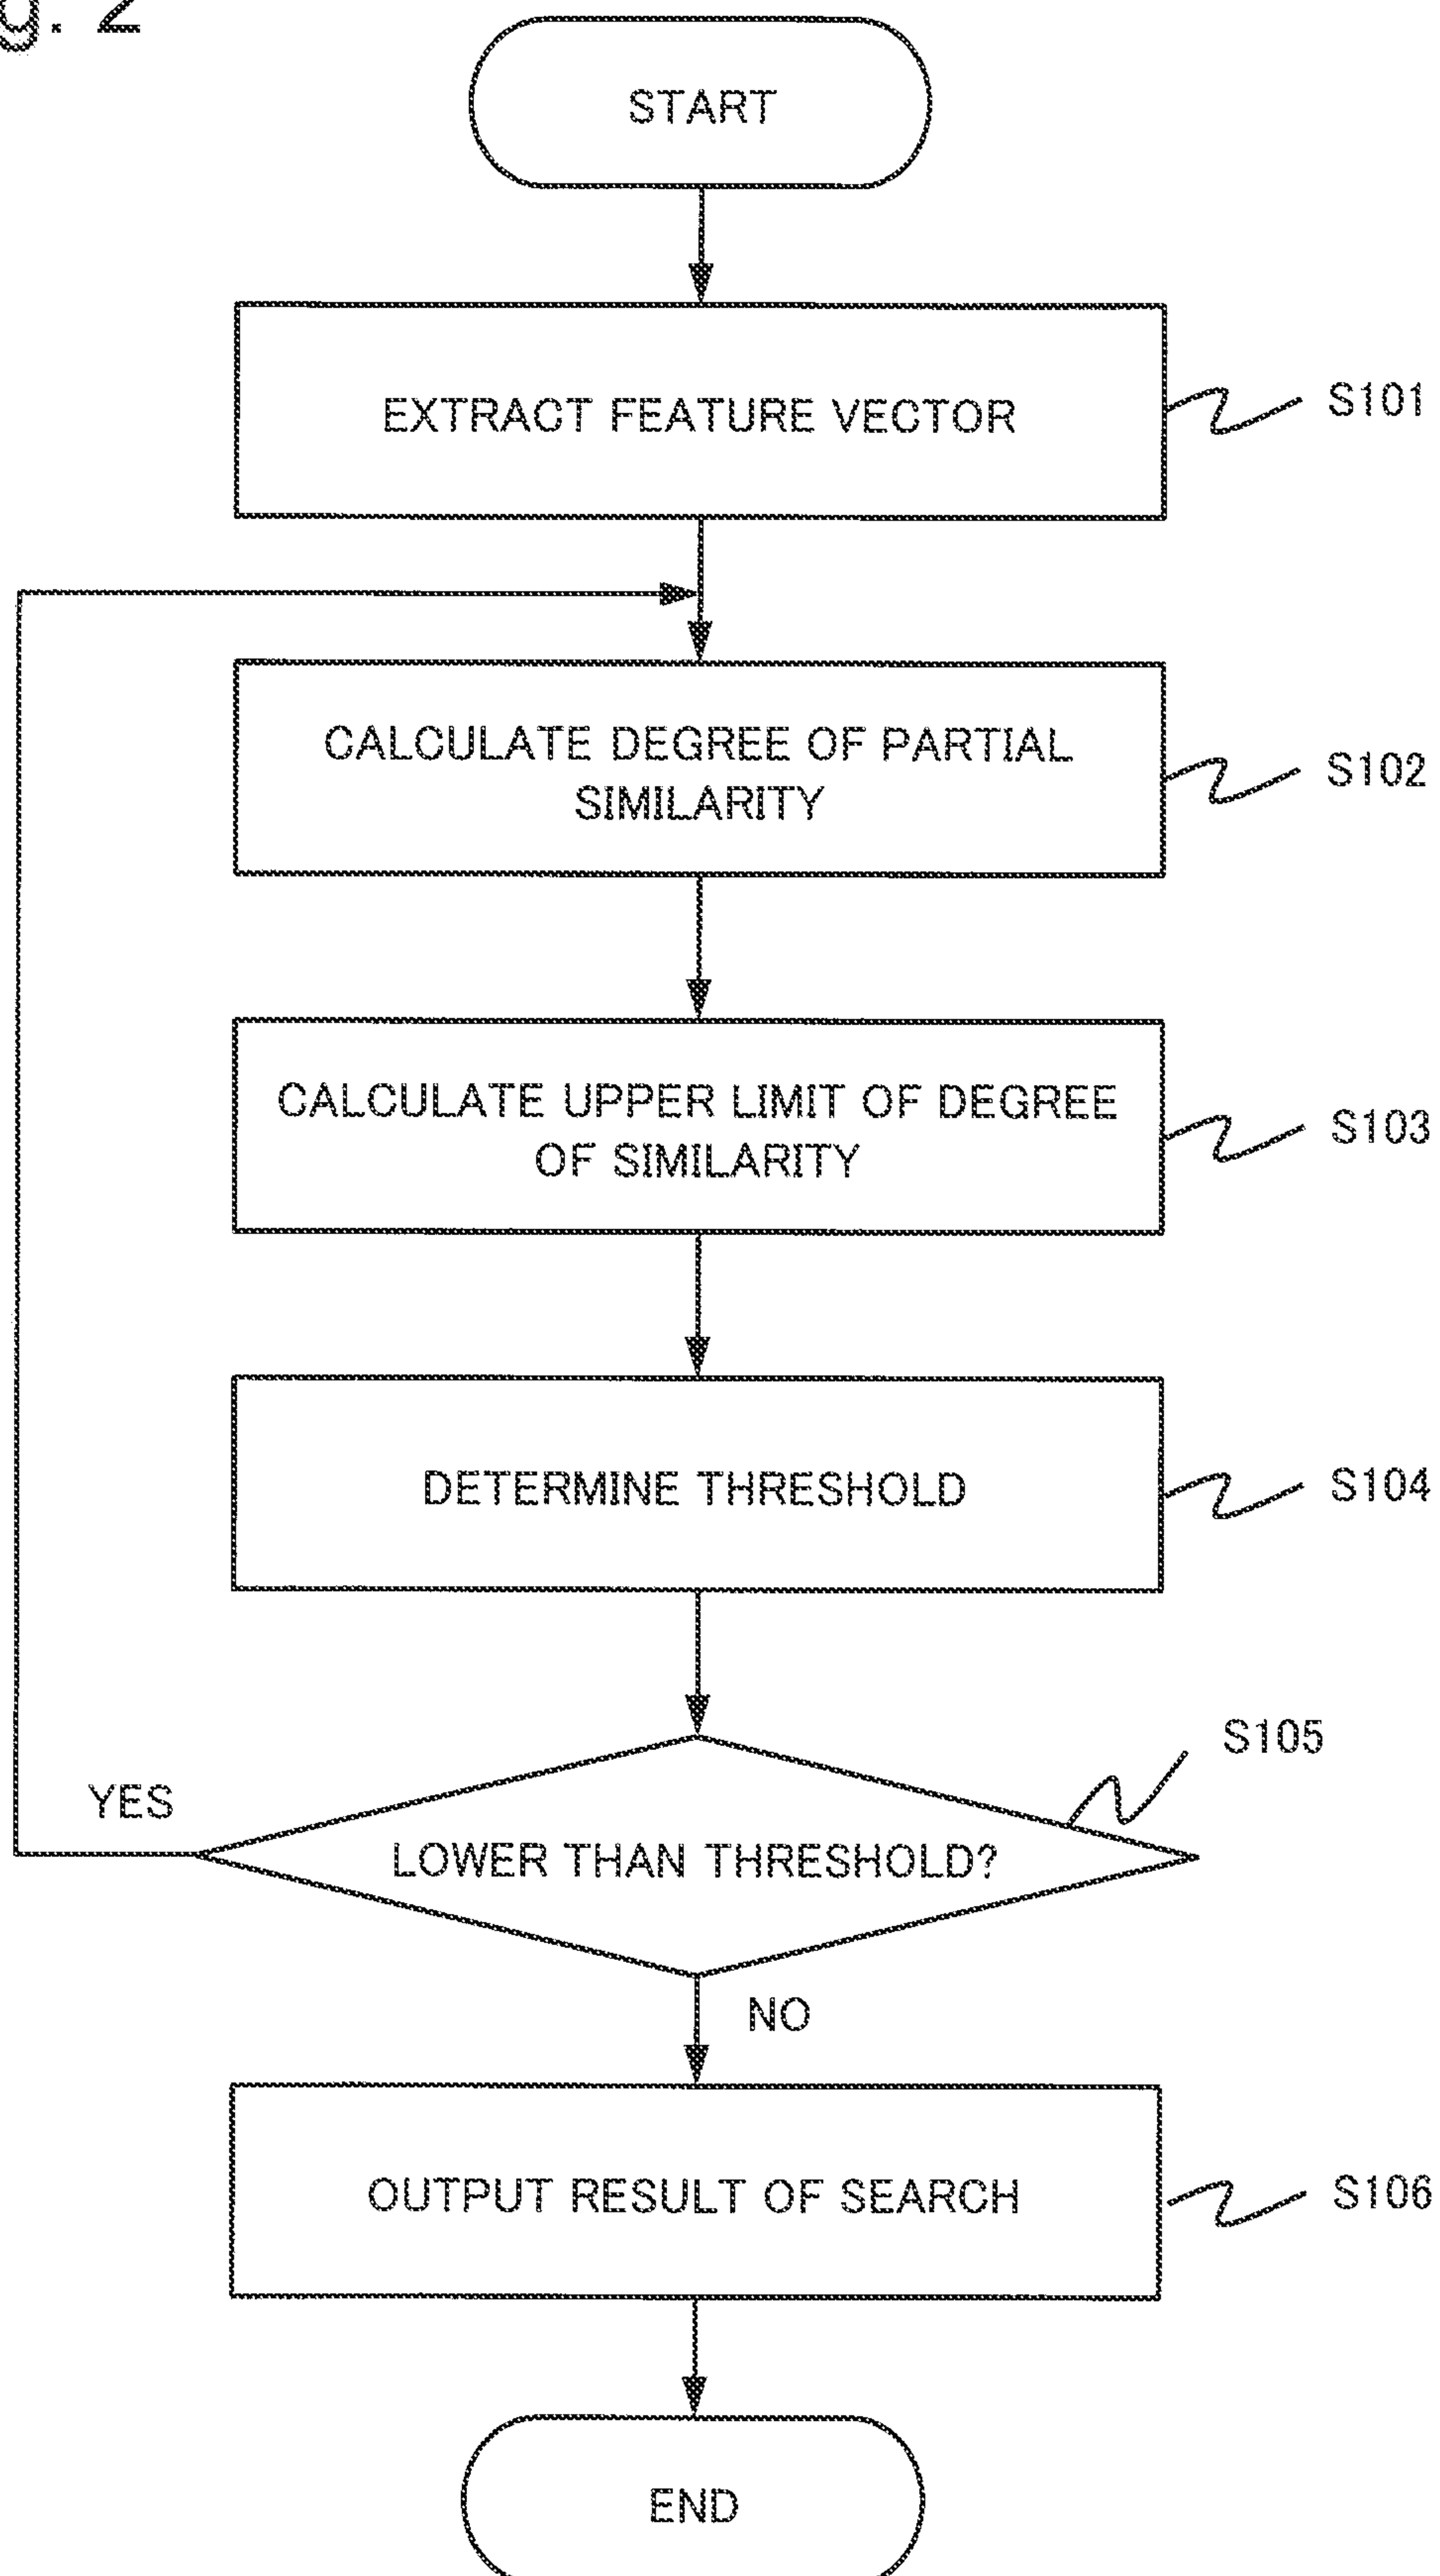 g. 2
START
EXTRACT FEATURE VECTOR
S101
CALCULATE DEGREE OF PARTIAL
SIMILARITY
S102
CALCULATE UPPER LIMIT OF DEGREE
OF SIMILARITY
S103
DETERMINE THRESHOLD
S104
S105
YES
LOWER THAN THRESHOLD?
NO
OUTPUT RESULT OF SEARCH
S106
END